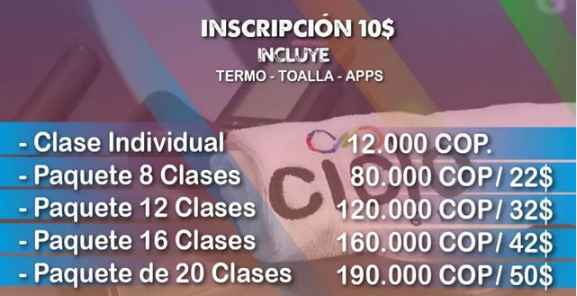 INSCRIPCIÓN 10$
INCLUYE
TERMO - TOALLA - APPS
- Clase Individual 12.000 COP.
- Paquete 8 Clases 80.000 COP/ 22$
- Paquete 12 Clases 120.000 COP/ 32$
- Paquete 16 Clases 160.000 COP/ 42$
- Paquete de 20 Clases 190.000 COP/ 50$